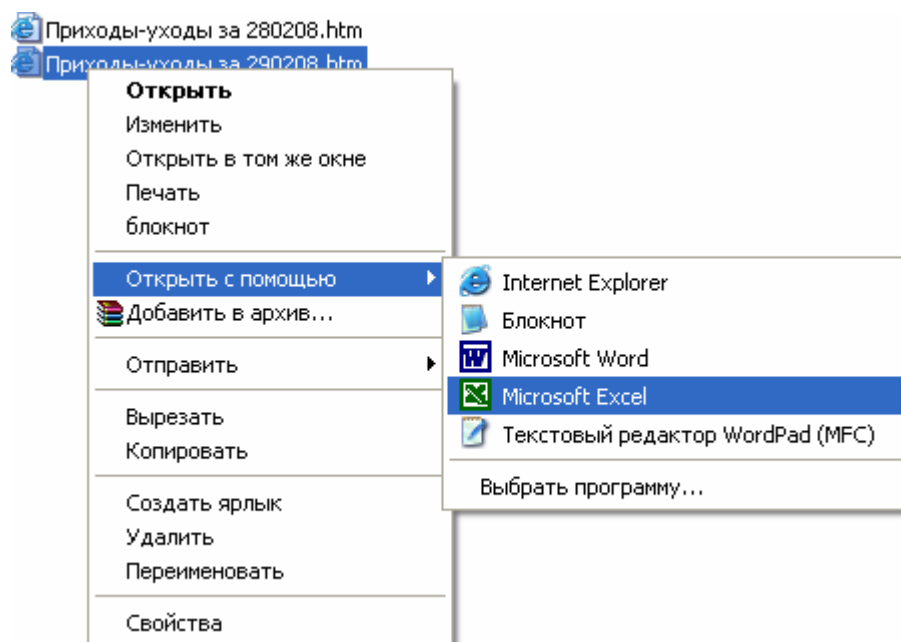 Приходы-уходы за 280208.htm
Приходы-уходы за 290208.htm
Открыть
Изменить
Открыть в том же окне
Печать
блокнот
Открыть с помощью
Добавить в архив...
Отправить
Вырезать
Копировать
Создать ярлык
Удалить
Переименовать
Свойства
Internet Explorer
Блокнот
Microsoft Word
Microsoft Excel
Текстовый редактор WordPad (MFC)
Выбрать программу...